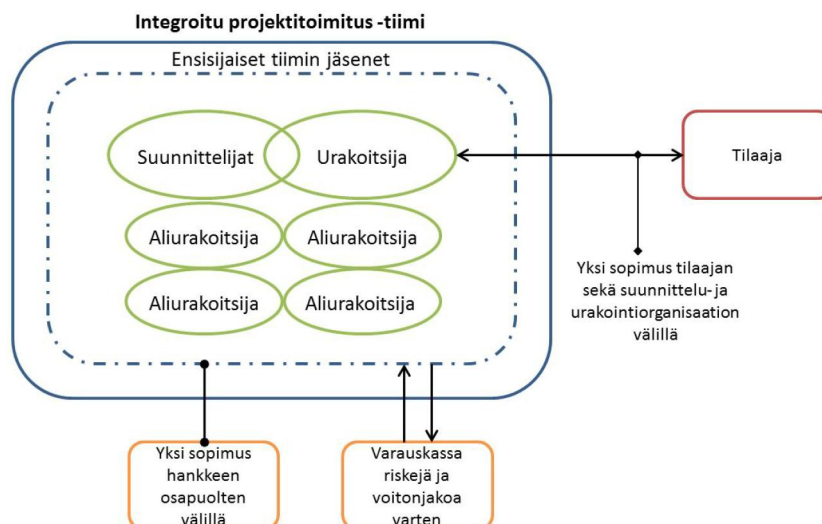 Integroitu projektitoimitus -tiimi
Ensisijaiset tiimin jäsenet
Suunnittelijat
Urakoitsija
Tilaaja
Aliurakoitsija
Aliurakoitsija
Aliurakoitsija
Aliurakoitsija
Yksi sopimus tilaajan
sekä suunnittelu- ja
urakointiorganisaation
välillä
Yksi sopimus
hankkeen
osapuolten
välillä
Varauskassa
riskejä ja
voitonjakoa
varten